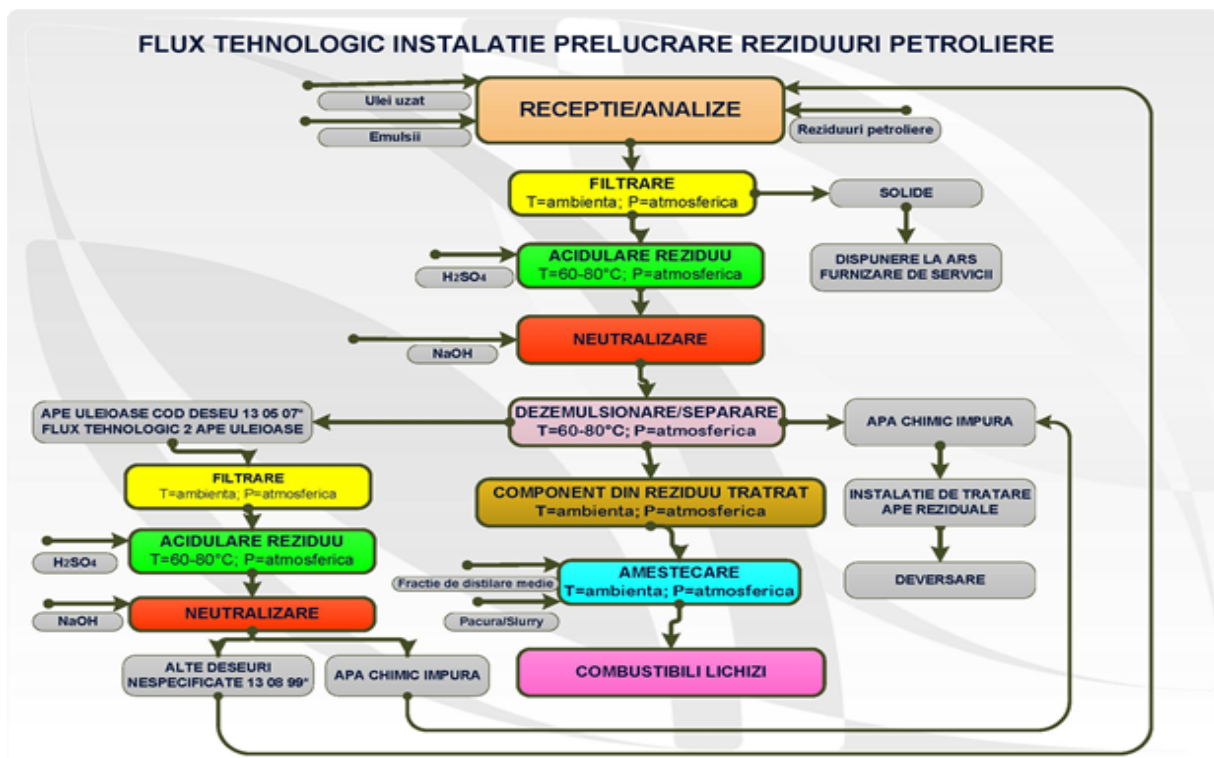 FLUX TEHNOLOGIC INSTALATIE PRELUCRARE REZIDUURI PETROLIERE
Ulei uzat
RECEPTIE/ANALIZE
Emulsii
Reziduuri petroliere
FILTRARE
T=ambienta; P=atmosferica
SOLIDE
ACIDULARE REZIDUU
T=60-80°C; P=atmosferica
H2SO4
DISPUNERE LA ARS
FURNIZARE DE SERVICII
NEUTRALIZARE
NaOH
APE ULEIOASE COD DESEU 13 05 07*
FLUX TEHNOLOGIC 2 APE ULEIOASE
DEZEMULSIONARE/SEPARARE
T=60-80°C; P=atmosferica
APA CHIMIC IMPURA
FILTRARE
T=ambienta; P=atmosferica
COMPONENT DIN REZIDUU TRATRAT
T=ambienta; P=atmosferica
INSTALATIE DE TRATARE
APE REZIDUALE
ACIDULARE REZIDUU
T=60-80°C; P=atmosferica
H2SO4
Fractie de distilare medie
AMESTECARE
T=ambienta; P=atmosferica
DEVERSARE
NEUTRALIZARE
NaOH
Pacura/Slurry
ALTE DESEURI
NESPECIFICATE 13 08 99*
APA CHIMIC IMPURA
COMBUSTIBILI LICHIZI